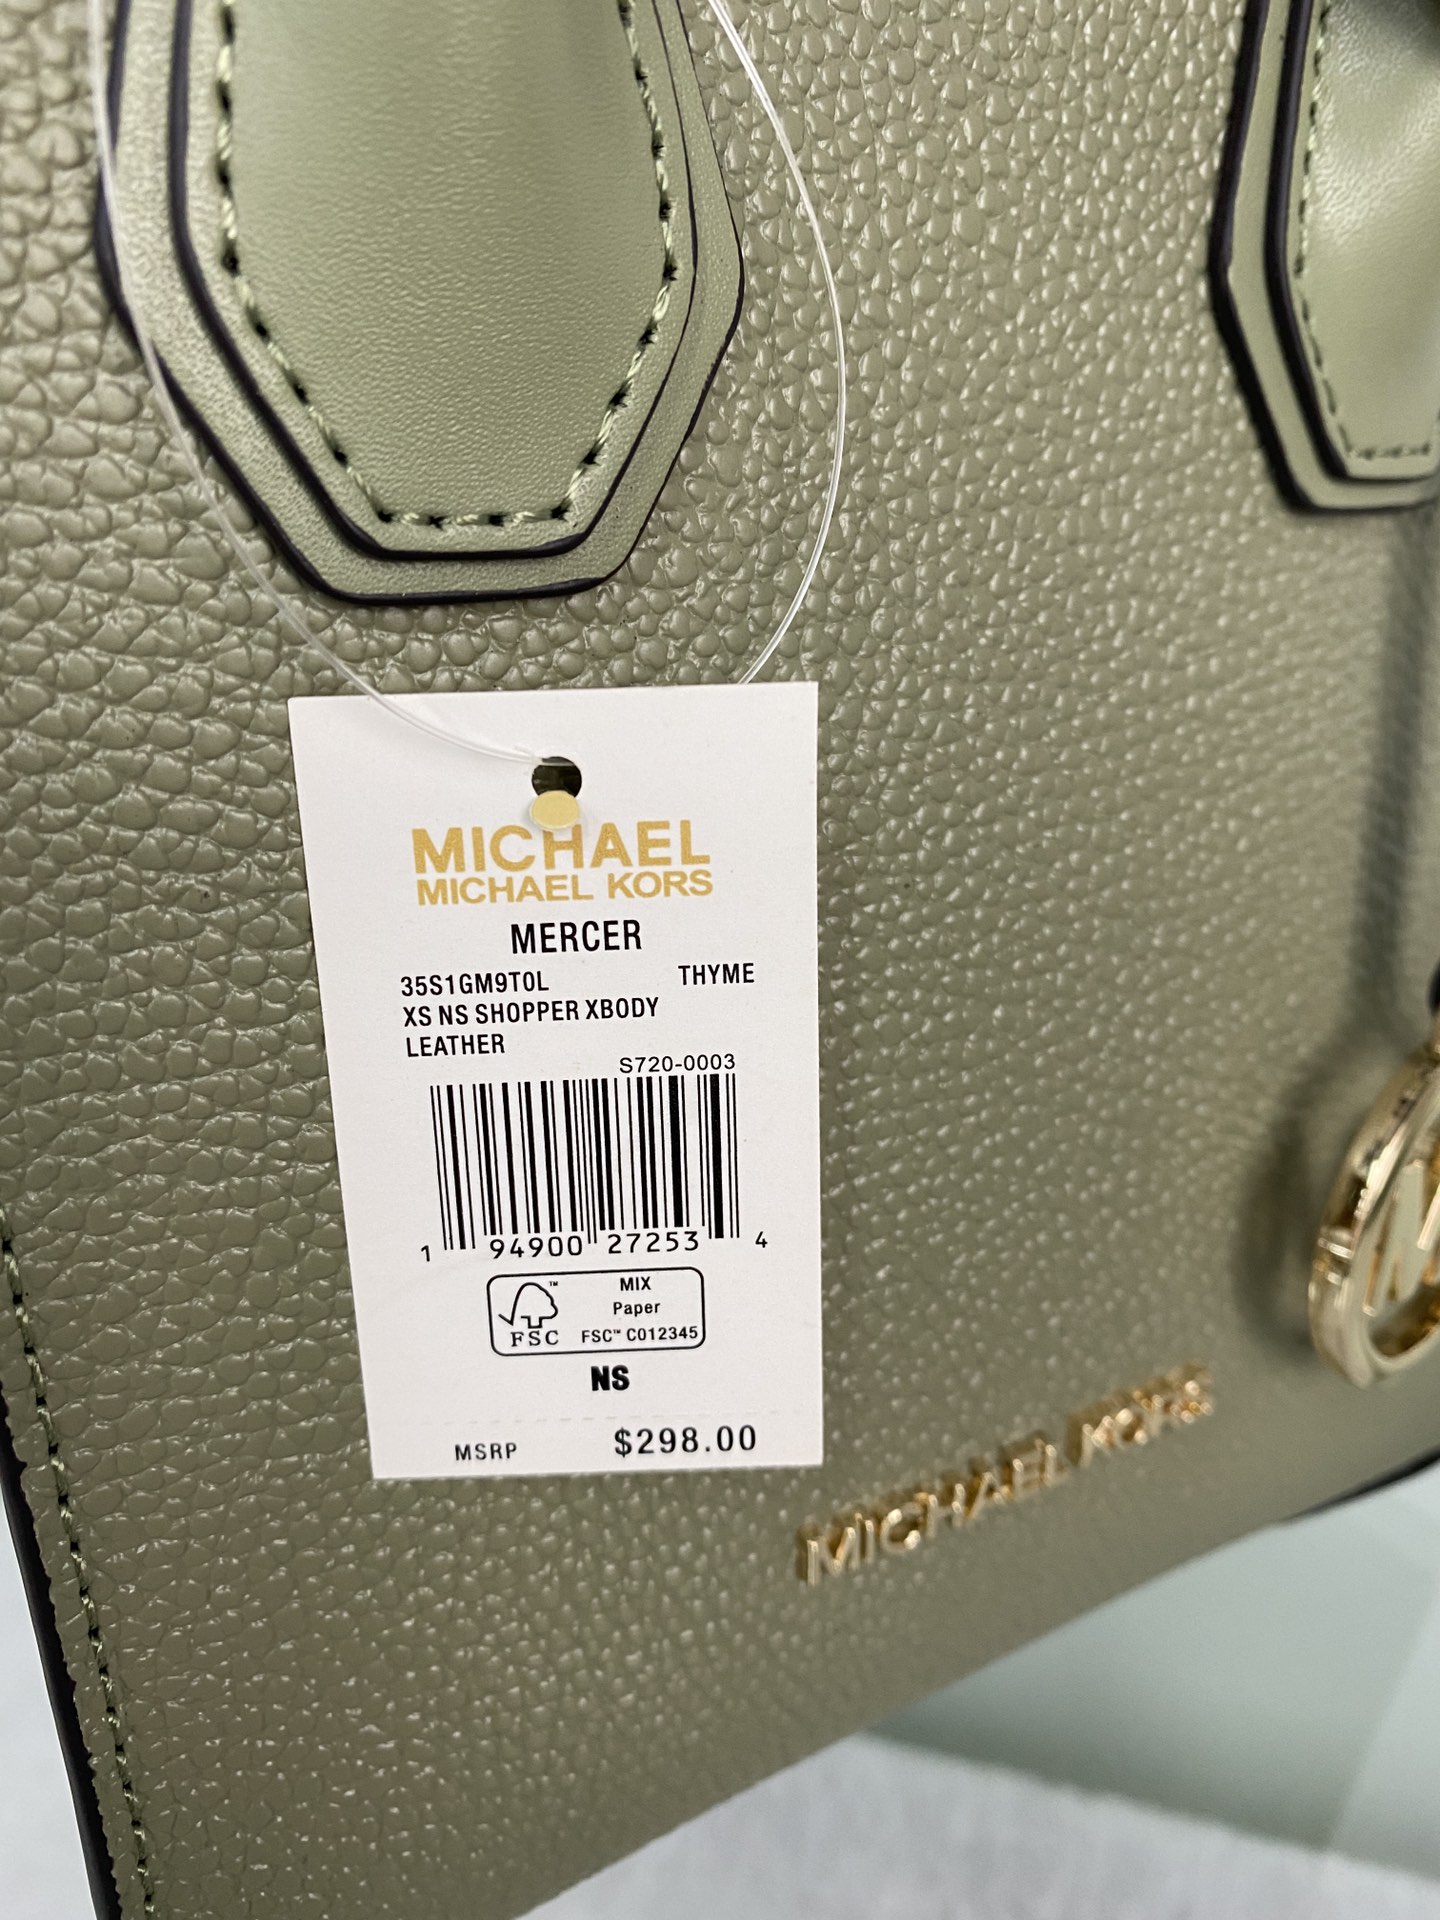 MICHAEL
MICHAEL KORS
MERCER
35S1GM9T0L THYME
XS NS SHOPPER XBODY
LEATHER
S720-0003
1 94900 27253 4
MIX
Paper
FSC™ C012345
™
FSC
NS
MSRP $298.00
MICHAEL KORS